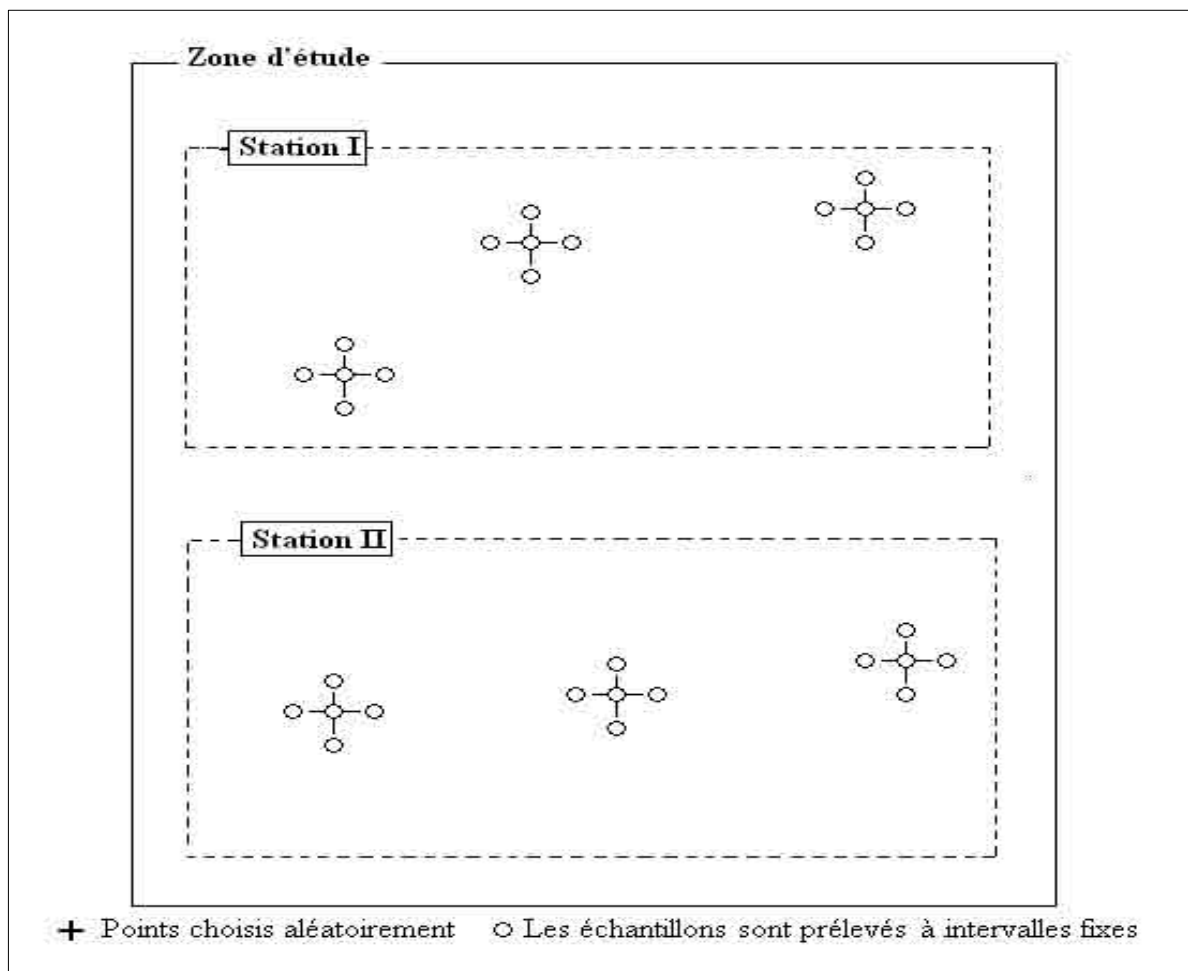 Zone d'étude
Station I
Station II
Points choisis aléatoirement
Les échantillons sont prélevés à intervalles fixes